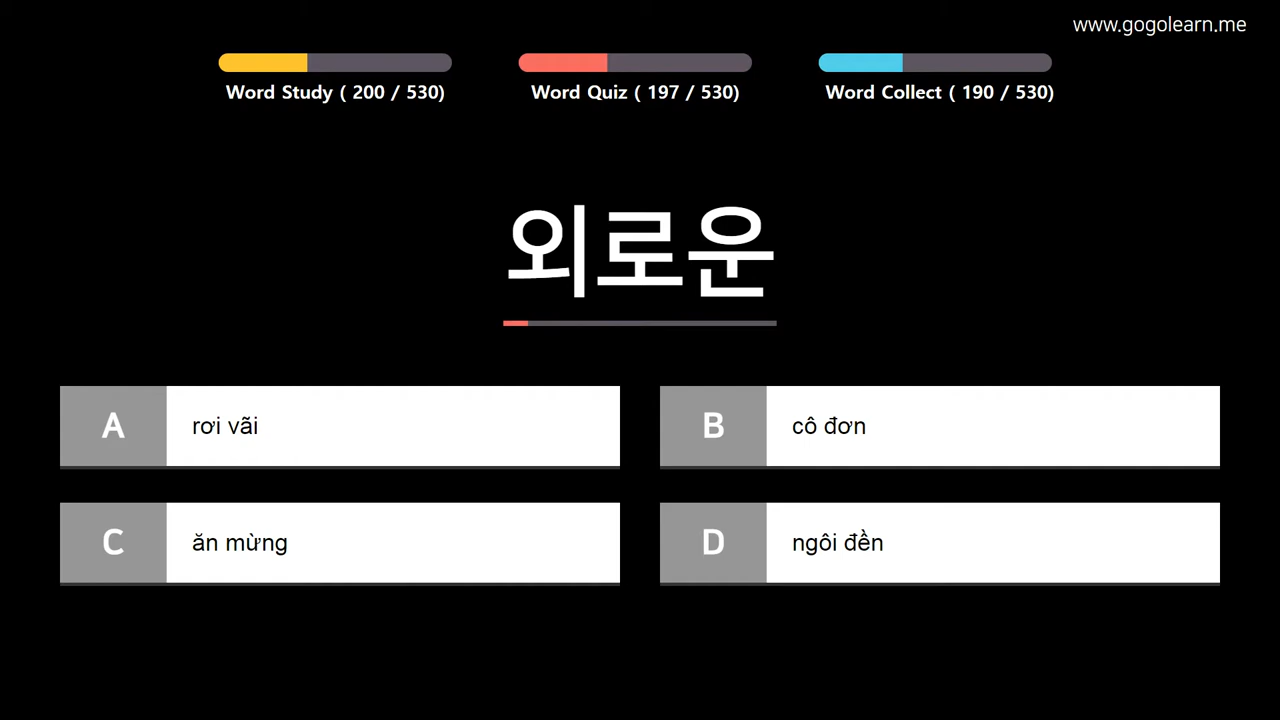 www.gogolearn.me
Word Study ( 200 / 530)
Word Quiz ( 197 / 530)
Word Collect ( 190 / 530)
외로운
A rơi vãi
B cô đơn
C ăn mừng
D ngôi đền